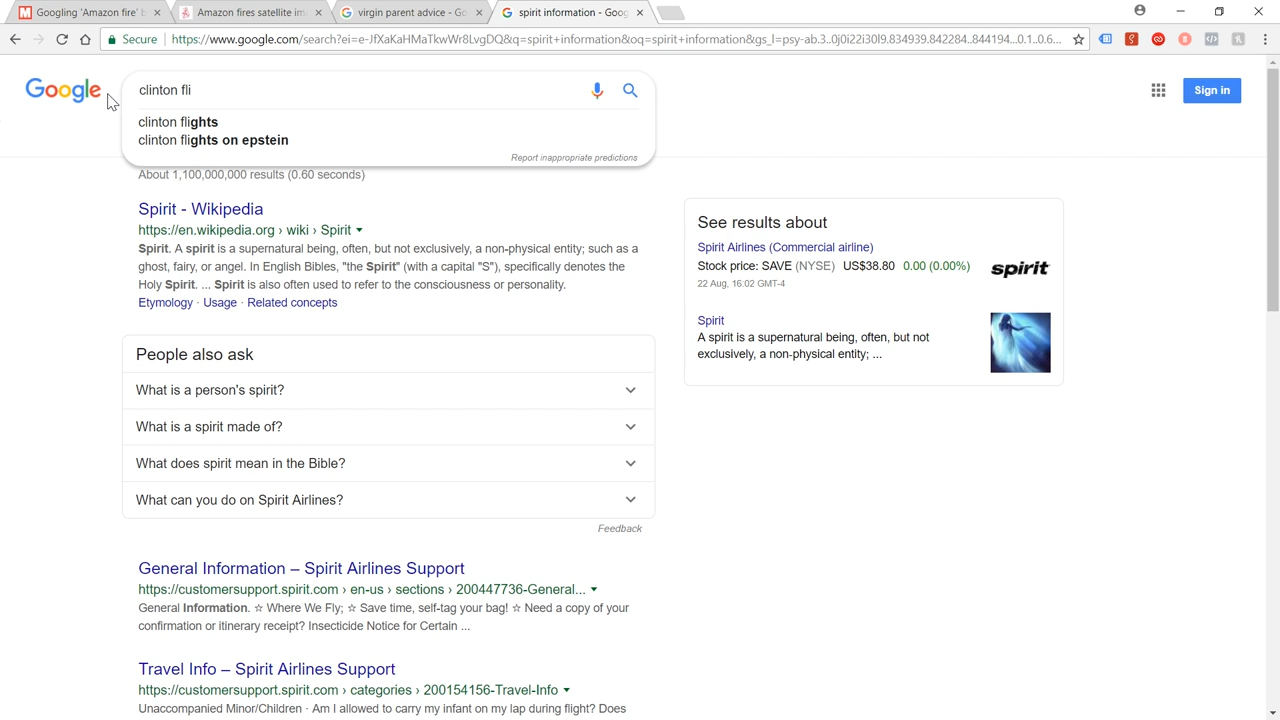 Googling 'Amazon fire' b
Amazon fires satellite im
virgin parent advice - Go
spirit information - Goog
Secure
https://www.google.com/search?ei=e-JfXaKaHMaTkwWr8LvgDQ&q=spirit+information&oq=spirit+information&gs_l=psy-ab.3..0j0i22i30l9.834939.842284..844194...0.1..0.6...
Google
clinton fli
Sign in
clinton flights
clinton flights on epstein
Report inappropriate predictions
About 1,100,000,000 results (0.60 seconds)
Spirit - Wikipedia
https://en.wikipedia.org › wiki › Spirit
Spirit. A spirit is a supernatural being, often, but not exclusively, a non-physical entity; such as a
ghost, fairy, or angel. In English Bibles, "the Spirit" (with a capital "S"), specifically denotes the
Holy Spirit. ... Spirit is also often used to refer to the consciousness or personality.
Etymology · Usage · Related concepts
People also ask
What is a person's spirit?
What is a spirit made of?
What does spirit mean in the Bible?
What can you do on Spirit Airlines?
Feedback
General Information – Spirit Airlines Support
https://customersupport.spirit.com › en-us › sections › 200447736-General...
General Information. ☆ Where We Fly; ☆ Save time, self-tag your bag! ☆ Need a copy of your
confirmation or itinerary receipt? Insecticide Notice for Certain ...
Travel Info – Spirit Airlines Support
https://customersupport.spirit.com › categories › 200154156-Travel-Info
Unaccompanied Minor/Children · Am I allowed to carry my infant on my lap during flight? Does
See results about
Spirit Airlines (Commercial airline)
Stock price: SAVE (NYSE) US$38.80 0.00 (0.00%)
22 Aug, 16:02 GMT-4
spirit
Spirit
A spirit is a supernatural being, often, but not
exclusively, a non-physical entity; ...